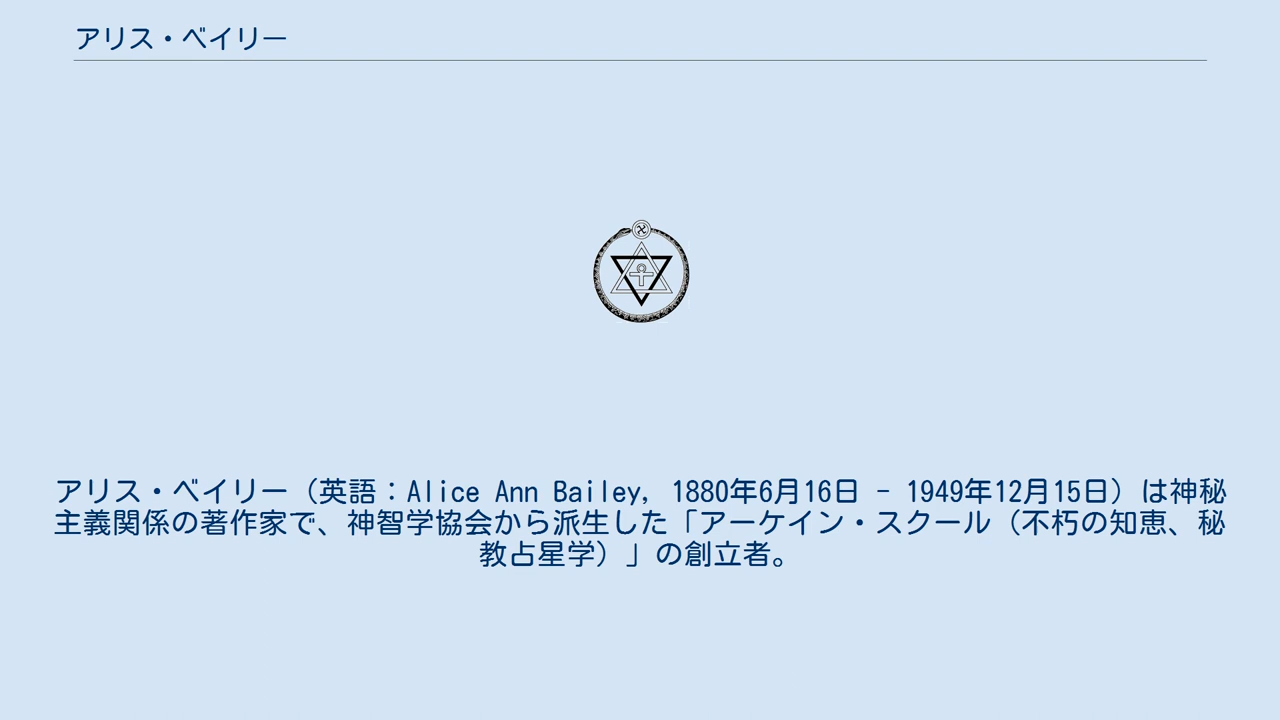 アリス・ベイリー
アリス・ベイリー（英語：Alice Ann Bailey, 1880年6月16日 - 1949年12月15日）は神秘
主義関係の著作家で、神智学協会から派生した「アーケイン・スクール（不朽の知恵、秘
教占星学）」の創立者。